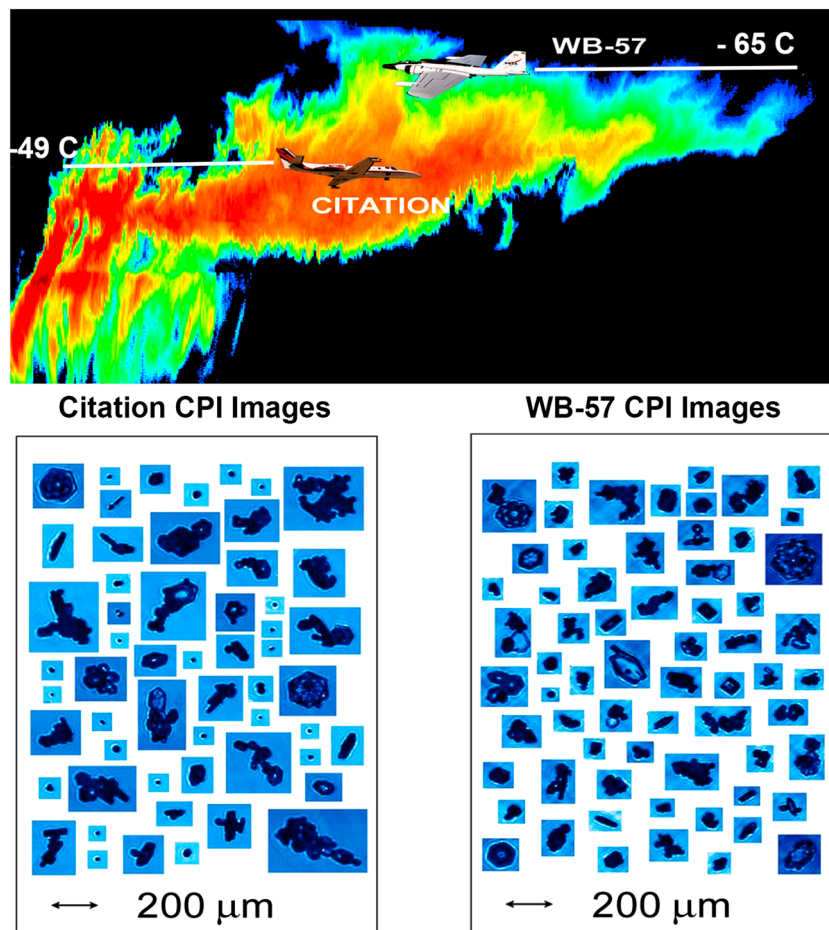 WB-57
- 65 C
-49 C
CITATION
Citation CPI Images
WB-57 CPI Images
200 μm
200 μm